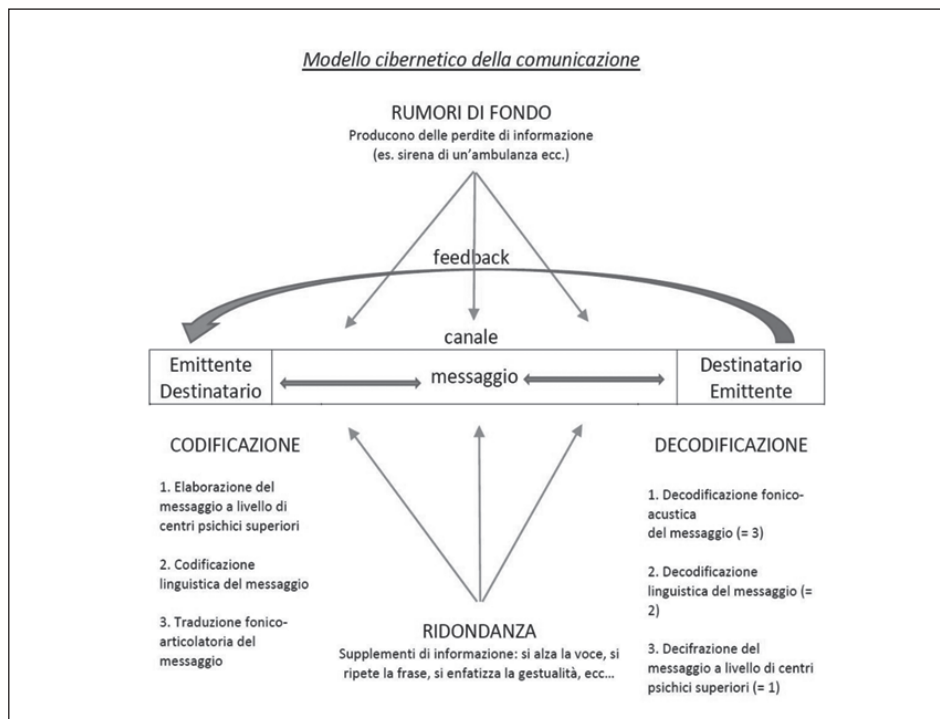 Modello cibernetico della comunicazione
RUMORI DI FONDO
Producono delle perdite di informazione
(es. sirena di un'ambulanza ecc.)
feedback
canale
Emittente
Destinatario
messaggio
Destinatario
Emittente
CODIFICAZIONE
1. Elaborazione del
messaggio a livello di
centri psichici superiori
2. Codificazione
linguistica del messaggio
3. Traduzione fonico-
articolatoria del
messaggio
RIDONDANZA
Supplementi di informazione: si alza la voce, si
ripete la frase, si enfatizza la gestualità, ecc...
DECODIFICAZIONE
1. Decodificazione fonico-
acustica
del messaggio (= 3)
2. Decodificazione
linguistica del messaggio (=
2)
3. Decifrazione del
messaggio a livello di centri
psichici superiori (= 1)